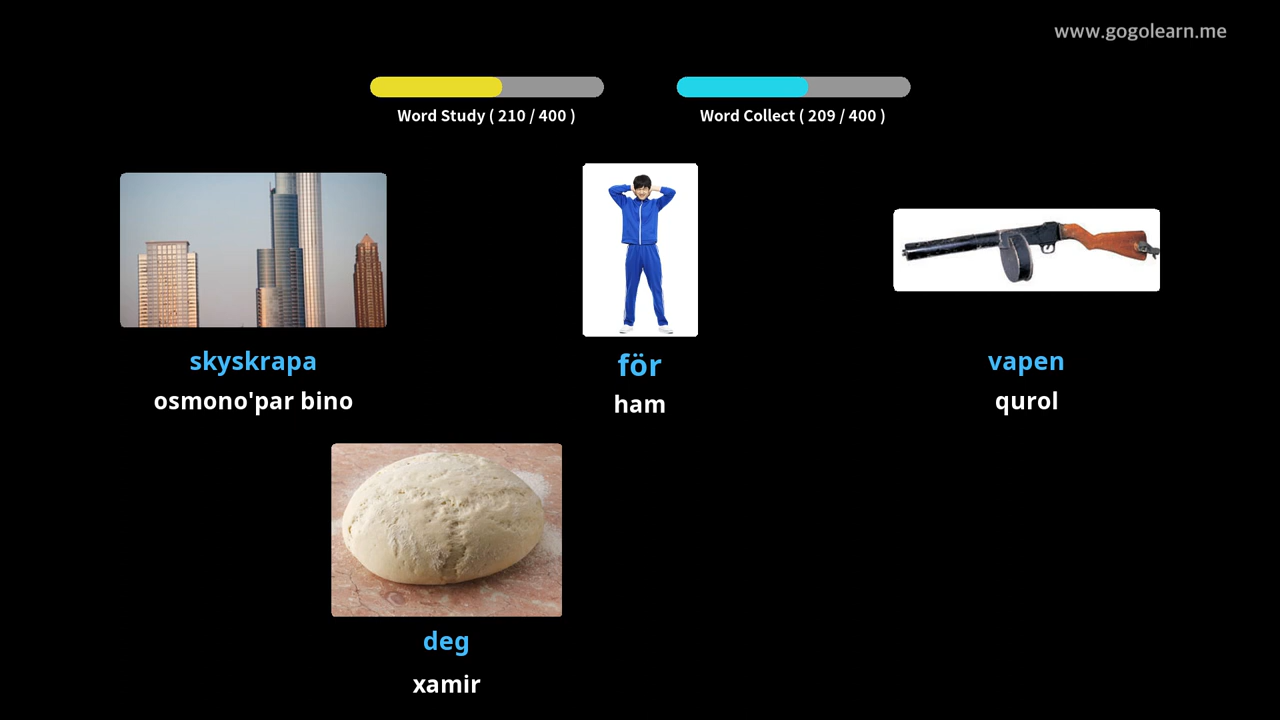 www.gogolearn.me
Word Study ( 210 / 400 )
Word Collect ( 209 / 400 )
skyskrapa
osmono'par bino
för
ham
vapen
qurol
deg
xamir